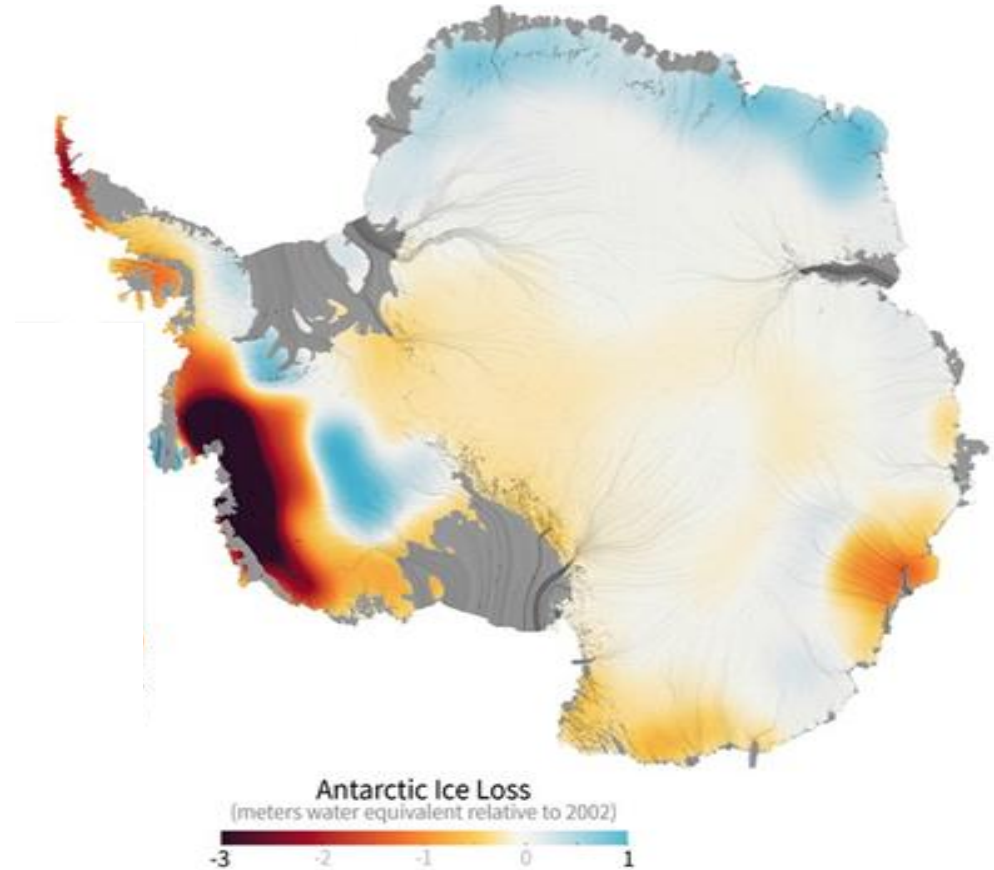 Antarctic Ice Loss
(meters water equivalent relative to 2002)
-3 -2 -1 0 1